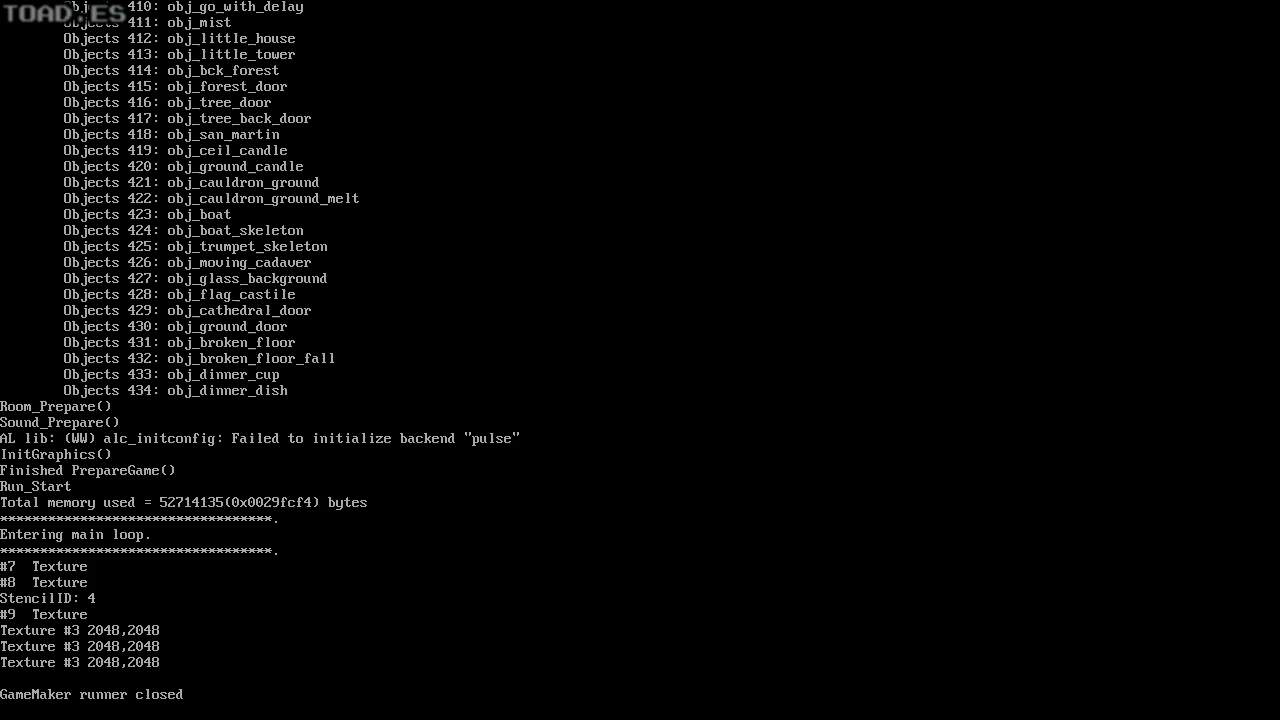 TOAD.ES
Objects 410: obj_go_with_delay
Objects 411: obj_mist
Objects 412: obj_little_house
Objects 413: obj_little_tower
Objects 414: obj_bck_forest
Objects 415: obj_forest_door
Objects 416: obj_tree_door
Objects 417: obj_tree_back_door
Objects 418: obj_san_martin
Objects 419: obj_ceil_candle
Objects 420: obj_ground_candle
Objects 421: obj_cauldron_ground
Objects 422: obj_cauldron_ground_melt
Objects 423: obj_boat
Objects 424: obj_boat_skeleton
Objects 425: obj_trumpet_skeleton
Objects 426: obj_moving_cadaver
Objects 427: obj_glass_background
Objects 428: obj_flag_castile
Objects 429: obj_cathedral_door
Objects 430: obj_ground_door
Objects 431: obj_broken_floor
Objects 432: obj_broken_floor_fall
Objects 433: obj_dinner_cup
Objects 434: obj_dinner_dish
Room_Prepare()
Sound_Prepare()
AL lib: (WW) alc_initconfig: Failed to initialize backend "pulse"
InitGraphics()
Finished PrepareGame()
Run_Start
Total memory used = 52714135(0x0029fcf4) bytes
**********************************.
Entering main loop.
**********************************.
#7  Texture
#8  Texture
StencilID: 4
#9  Texture
Texture #3 2048,2048
Texture #3 2048,2048
Texture #3 2048,2048
GameMaker runner closed